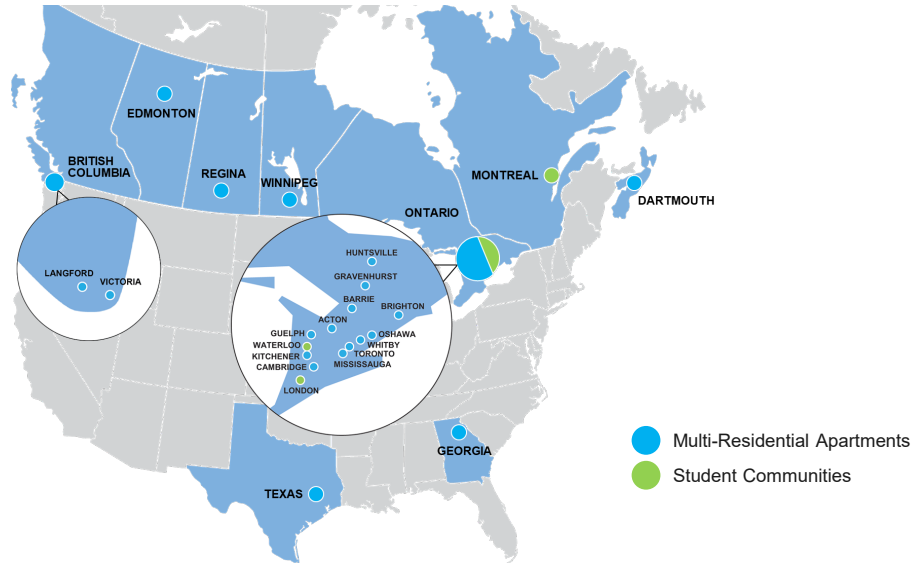 EDMONTON
BRITISH
COLUMBIA
REGINA
WINNIPEG
MONTREAL
DARTMOUTH
ONTARIO
LANGFORD
VICTORIA
HUNTSVILLE
GRAVENHURST
BARRIE
BRIGHTON
ACTON
GUELPH
OSHAWA
WATERLOO
WHITBY
KITCHENER
TORONTO
CAMBRIDGE
MISSISSAUGA
LONDON
GEORGIA
TEXAS
Multi-Residential Apartments
Student Communities